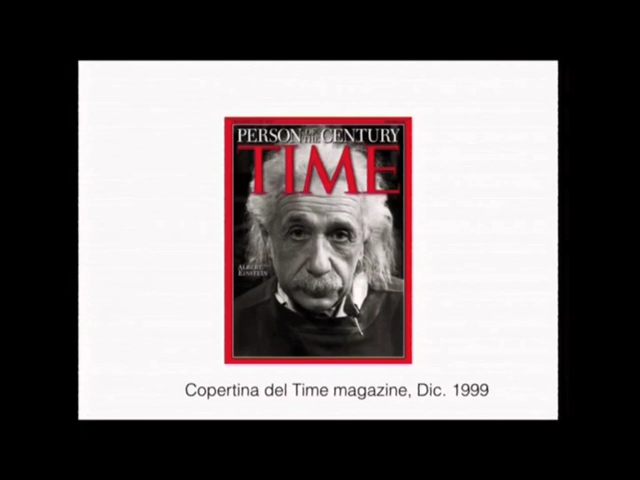 PERSON OF THE CENTURY
TIME
ALBERT
EINSTEIN
Copertina del Time magazine, Dic. 1999